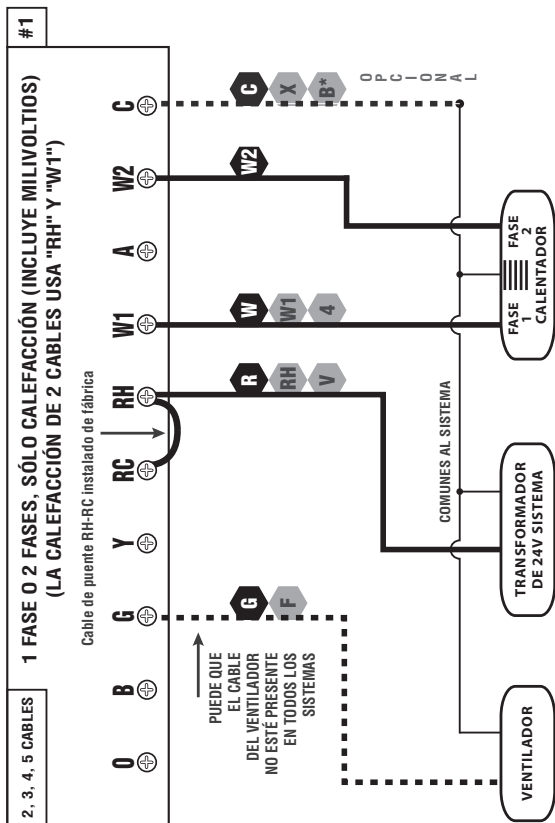 2, 3, 4, 5 CABLES
1 FASE O 2 FASES, SÓLO CALEFACCIÓN (INCLUYE MILIVOLTIOS)
(LA CALEFACCIÓN DE 2 CABLES USA "RH" Y "W1")
#1
Cable de puente RH-RC instalado de fábrica
O B G Y RC RH W1 A W2 C
PUEDE QUE
EL CABLE
DEL VENTILADOR
NO ESTÉ PRESENTE
EN TODOS LOS
SISTEMAS
G
F
R
RH
V
W
W1
4
W2
C
X
B*
OPCIONAL
COMUNES AL SISTEMA
VENTILADOR
TRANSFORMADOR
DE 24V SISTEMA
FASE
1
FASE
2
CALENTADOR